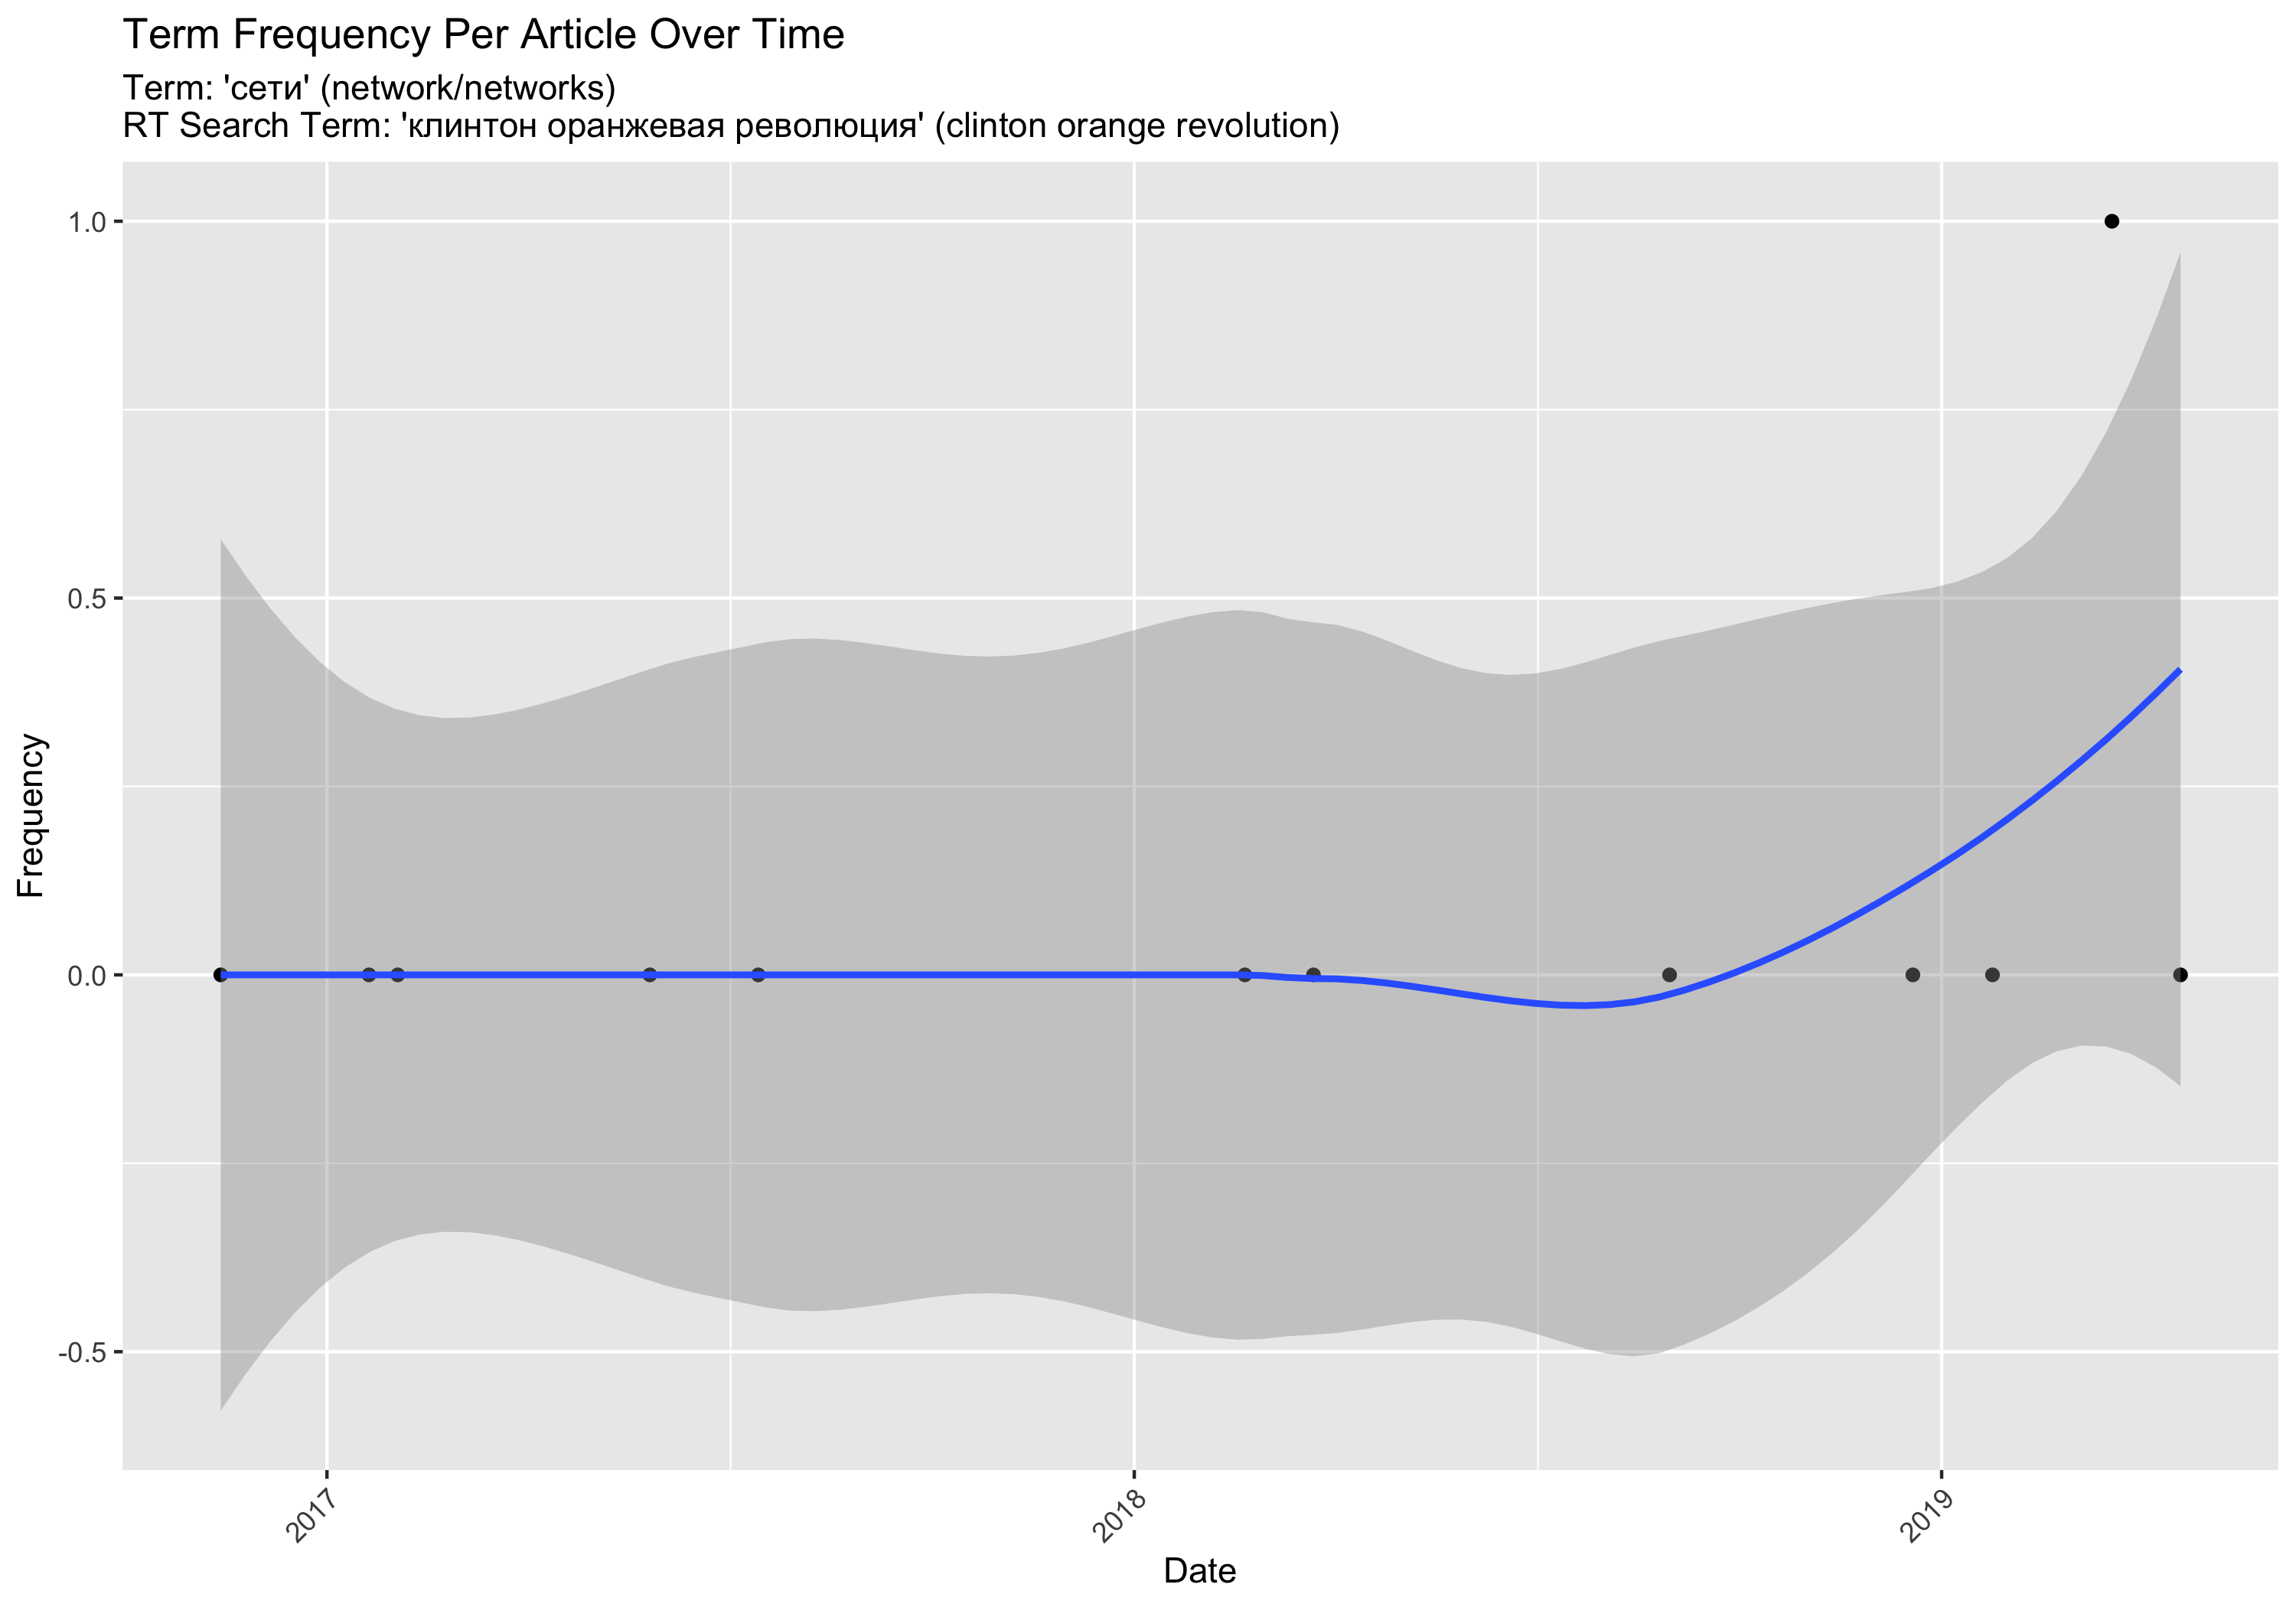 Term Frequency Per Article Over Time
Term: 'сети' (network/networks)
RT Search Term: 'клинтон оранжевая революция' (clinton orange revolution)
1.0
0.5
0.0
-0.5
Frequency
2017
2018
2019
Date